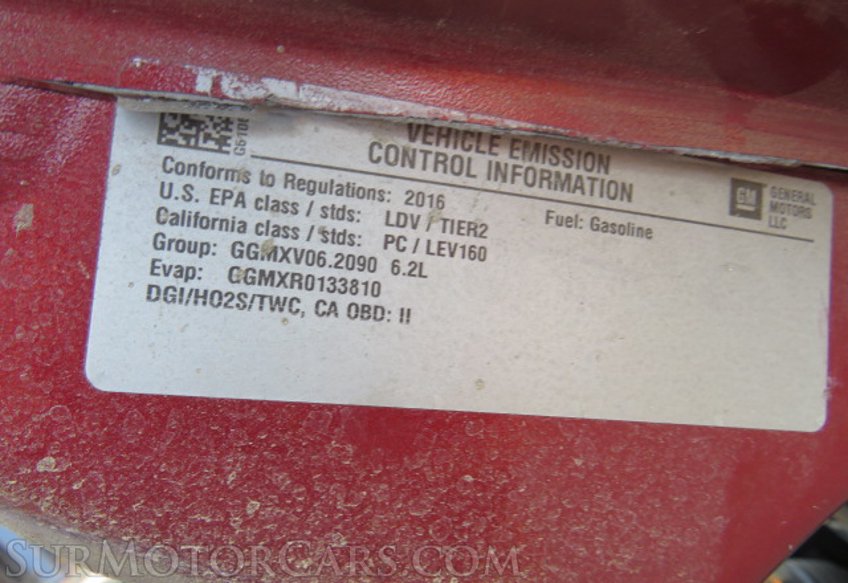 G510E
VEHICLE EMISSION
CONTROL INFORMATION
GM GENERAL
MOTORS
LLC
Conforms to Regulations: 2016
Fuel: Gasoline
U.S. EPA class / stds: LDV / TIER2
California class / stds: PC / LEV160
Group: GGMXV06.2090 6.2L
Evap: GGMXR0133810
DGI/HO2S/TWC, CA OBD: II
SURMOTORCARS.COM